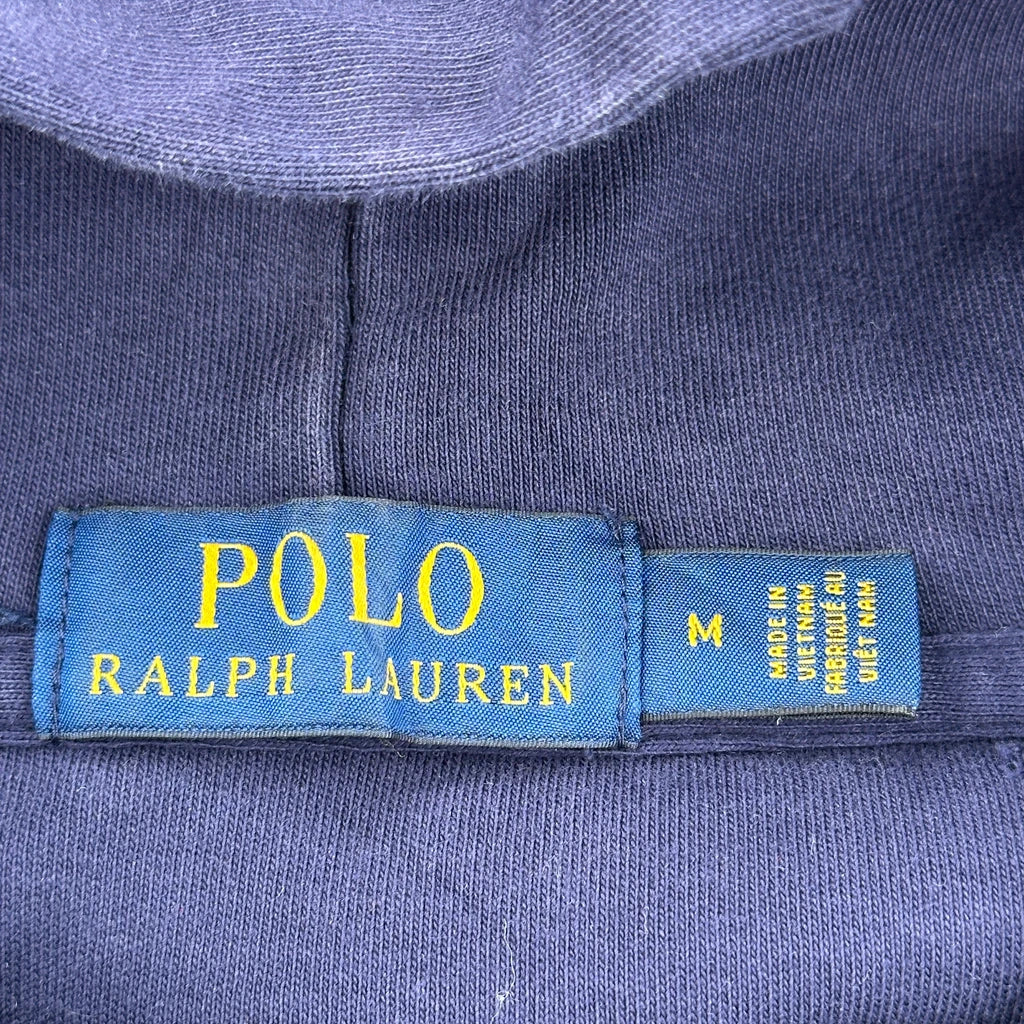 POLO
RALPH LAUREN
M
MADE IN
VIETNAM
FABRIQUÉ AU
VIÊT NAM